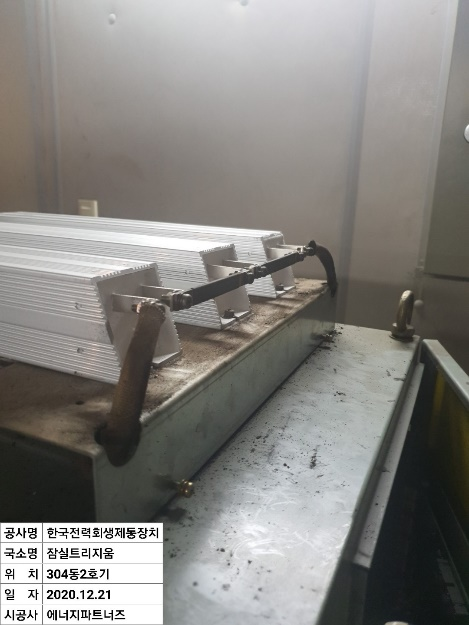 공사명 한국전력회생제동장치
국소명 잠실트리지움
위 치 304동2호기
일 자 2020.12.21
시공사 에너지파트너즈